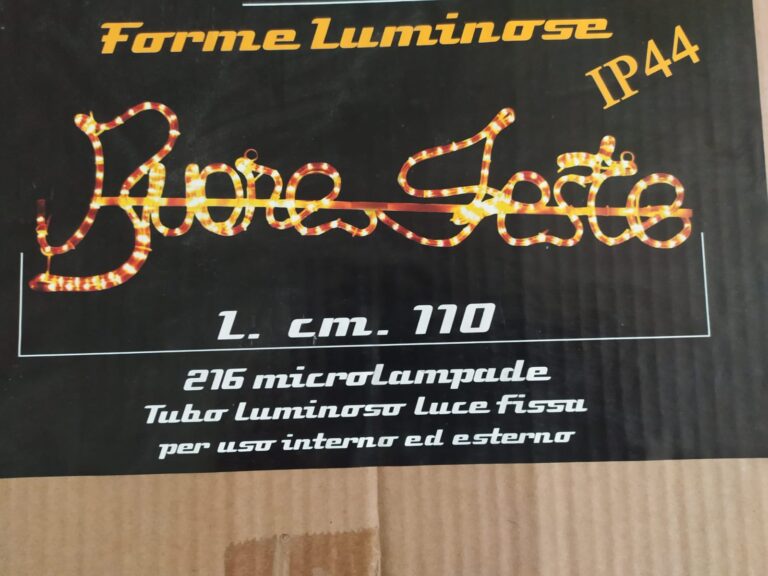 Forme Luminose
IP44
Buone Feste
L. cm. 110
216 microlampade
Tubo luminoso luce fissa
per uso interno ed esterno